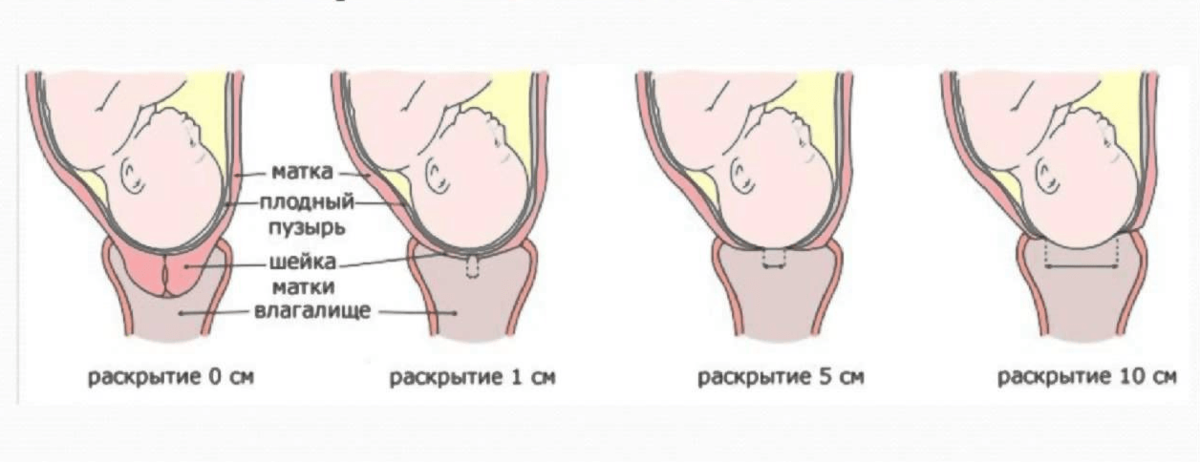 матка
плодный
пузырь
шейка
матки
влагалище
раскрытие 0 см
раскрытие 1 см
раскрытие 5 см
раскрытие 10 см